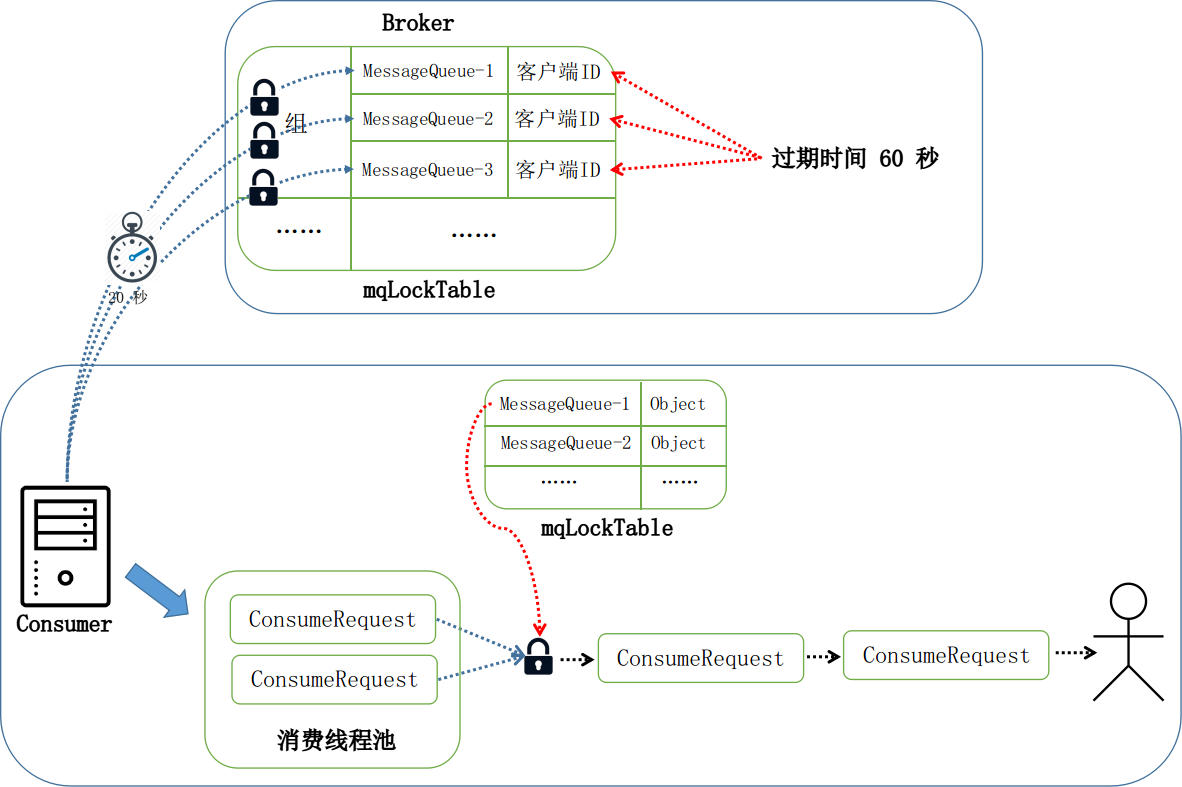 Broker
组
MessageQueue-1 客户端ID
MessageQueue-2 客户端ID
MessageQueue-3 客户端ID
…… ……
mqLockTable
过期时间 60 秒
20 秒
MessageQueue-1 Object
MessageQueue-2 Object
…… ……
mqLockTable
Consumer
ConsumeRequest
ConsumeRequest
消费线程池
ConsumeRequest
ConsumeRequest